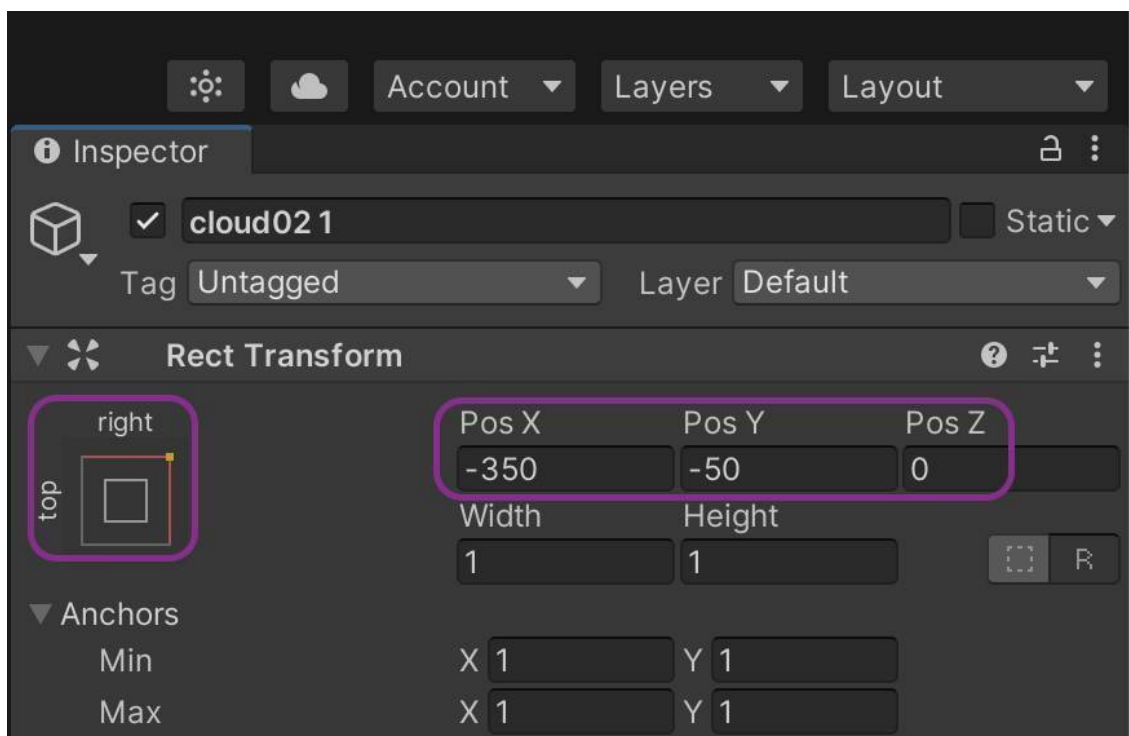 Account Layers Layout
Inspector
cloud02 1 Static
Tag Untagged Layer Default
Rect Transform
right
top
Pos X Pos Y Pos Z
-350 -50 0
Width Height
1 1
R
Anchors
Min X 1 Y 1
Max X 1 Y 1